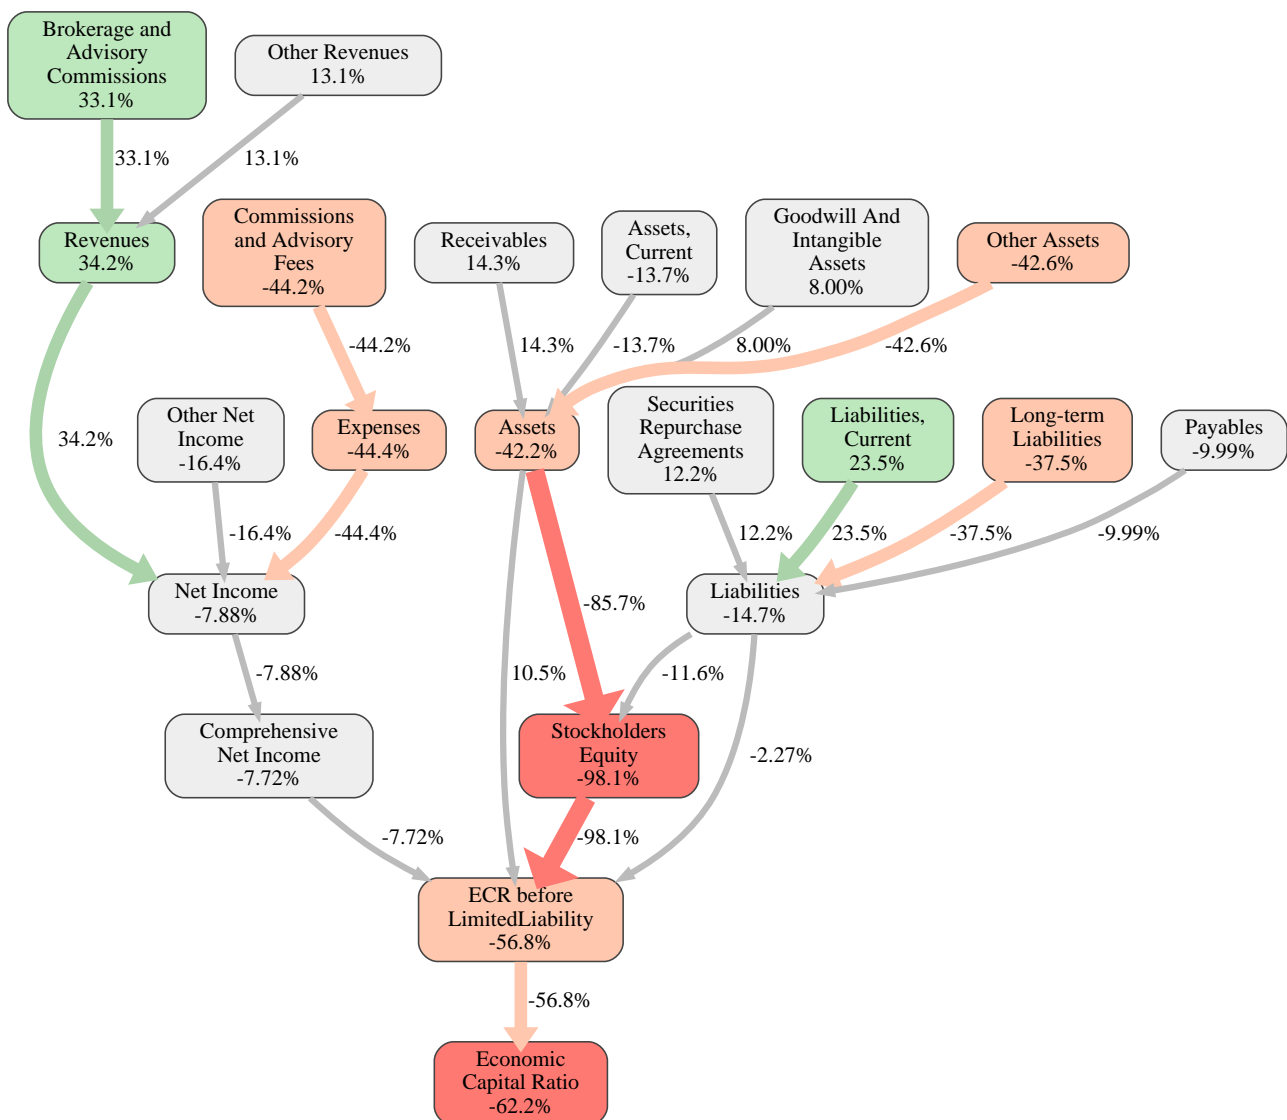 Brokerage and
Advisory
Commissions
33.1%
Other Revenues
13.1%
33.1%
13.1%
Revenues
34.2%
Commissions
and Advisory
Fees
-44.2%
Receivables
14.3%
Assets,
Current
-13.7%
Goodwill And
Intangible
Assets
8.00%
Other Assets
-42.6%
-44.2%
14.3%
-13.7%
8.00%
-42.6%
34.2%
Other Net
Income
-16.4%
Expenses
-44.4%
Assets
-42.2%
Securities
Repurchase
Agreements
12.2%
Liabilities,
Current
23.5%
Long-term
Liabilities
-37.5%
Payables
-9.99%
-16.4%
-44.4%
12.2%
23.5%
-37.5%
-9.99%
Net Income
-7.88%
-85.7%
Liabilities
-14.7%
-7.88%
10.5%
-11.6%
Comprehensive
Net Income
-7.72%
Stockholders
Equity
-98.1%
-2.27%
-7.72%
-98.1%
ECR before
LimitedLiability
-56.8%
-56.8%
Economic
Capital Ratio
-62.2%